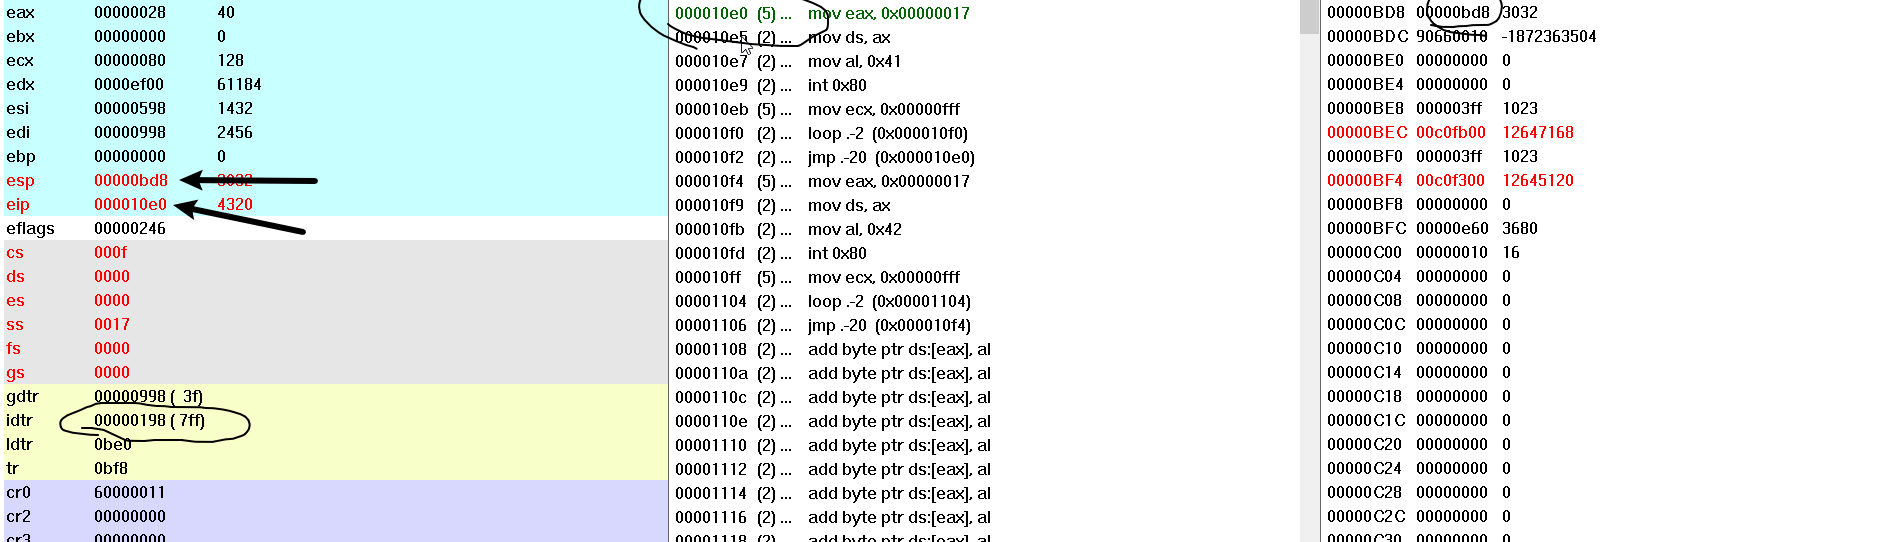 eax 00000028 40
ebx 00000000 0
ecx 00000080 128
edx 0000ef00 61184
esi 00000598 1432
edi 00000998 2456
ebp 00000000 0
esp 00000bd8 3032
eip 000010e0 4320
eflags 00000246
cs 000f
ds 0000
es 0000
ss 0017
fs 0000
gs 0000
gdtr 00000998 ( 3f)
idtr 00000198 ( 7ff)
ldtr 0be0
tr 0bf8
cr0 60000011
cr2 00000000
cr3 00000000
000010e0 (5) ... mov eax, 0x00000017
000010e5 (2) ... mov ds, ax
000010e7 (2) ... mov al, 0x41
000010e9 (2) ... int 0x80
000010eb (5) ... mov ecx, 0x00000fff
000010f0 (2) ... loop .-2 (0x000010f0)
000010f2 (2) ... jmp .-20 (0x000010e0)
000010f4 (5) ... mov eax, 0x00000017
000010f9 (2) ... mov ds, ax
000010fb (2) ... mov al, 0x42
000010fd (2) ... int 0x80
000010ff (5) ... mov ecx, 0x00000fff
00001104 (2) ... loop .-2 (0x00001104)
00001106 (2) ... jmp .-20 (0x000010f4)
00001108 (2) ... add byte ptr ds:[eax], al
0000110a (2) ... add byte ptr ds:[eax], al
0000110c (2) ... add byte ptr ds:[eax], al
0000110e (2) ... add byte ptr ds:[eax], al
00001110 (2) ... add byte ptr ds:[eax], al
00001112 (2) ... add byte ptr ds:[eax], al
00001114 (2) ... add byte ptr ds:[eax], al
00001116 (2) ... add byte ptr ds:[eax], al
00001118 (2) ... add byte ptr ds:[eax], al
00000BD8 00000bd8 3032
00000BDC 90660010 -1872363504
00000BE0 00000000 0
00000BE4 00000000 0
00000BE8 000003ff 1023
00000BEC 00c0fb00 12647168
00000BF0 000003ff 1023
00000BF4 00c0f300 12645120
00000BF8 00000000 0
00000BFC 00000e60 3680
00000C00 00000010 16
00000C04 00000000 0
00000C08 00000000 0
00000C0C 00000000 0
00000C10 00000000 0
00000C14 00000000 0
00000C18 00000000 0
00000C1C 00000000 0
00000C20 00000000 0
00000C24 00000000 0
00000C28 00000000 0
00000C2C 00000000 0
00000C30 00000000 0